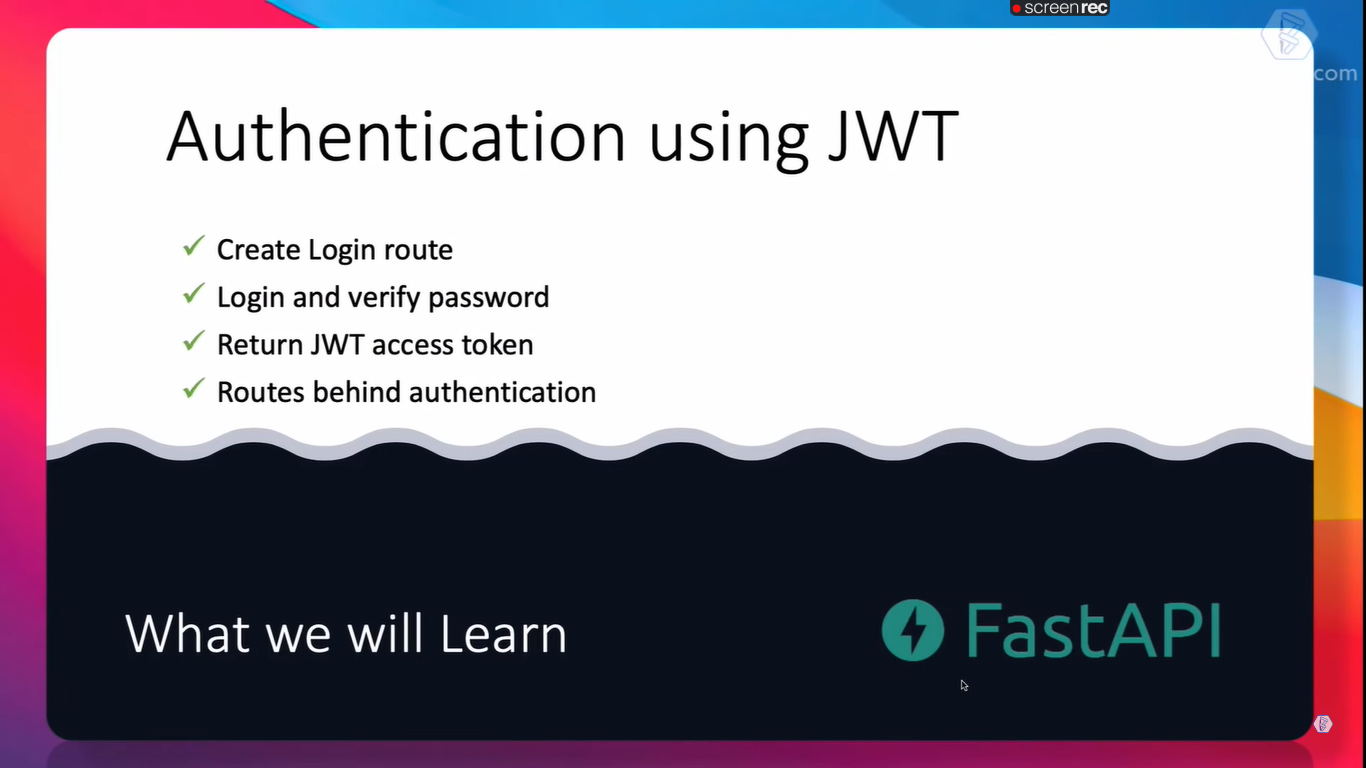 screenrec
com
Authentication using JWT
✓ Create Login route
✓ Login and verify password
✓ Return JWT access token
✓ Routes behind authentication
What we will Learn
FastAPI